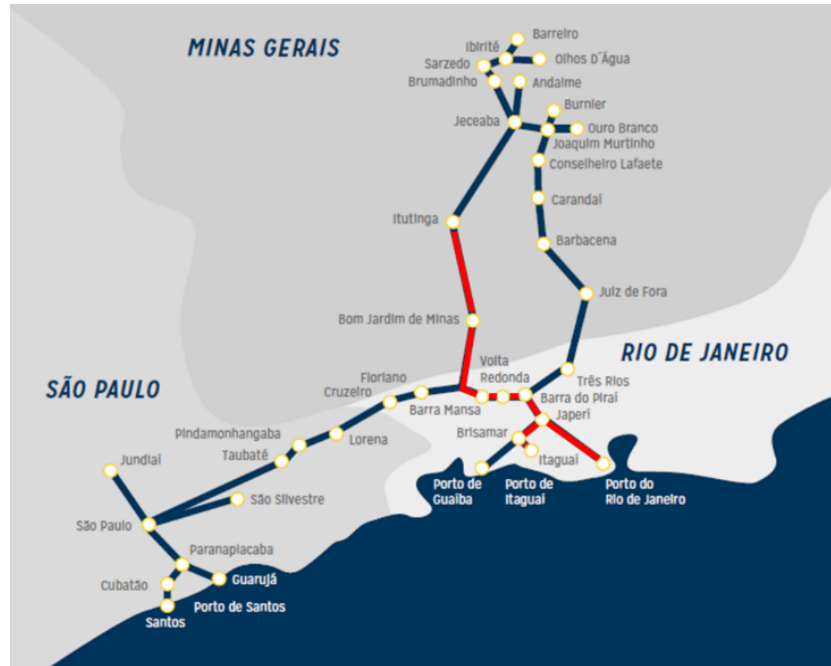 MINAS GERAIS
Barreiro
Ibirité
Olhos D´Água
Sarzedo
Brumadinho
Andaime
Burnier
Jeceaba
Ouro Branco
Joaquim Murtinho
Conselheiro Lafaete
Carandaí
Itutinga
Barbacena
Juiz de Fora
Bom Jardim de Minas
RIO DE JANEIRO
Volta
Redonda
Três Rios
SÃO PAULO
Floriano
Cruzeiro
Barra Mansa
Barra do Piraí
Japeri
Brisamar
Pindamonhangaba
Lorena
Taubaté
Itaguaí
Jundiaí
Porto de
Guaíba
Porto de
Itaguaí
Porto do
Rio de Janeiro
São Silvestre
São Paulo
Paranapiacaba
Cubatão
Guarujá
Porto de Santos
Santos